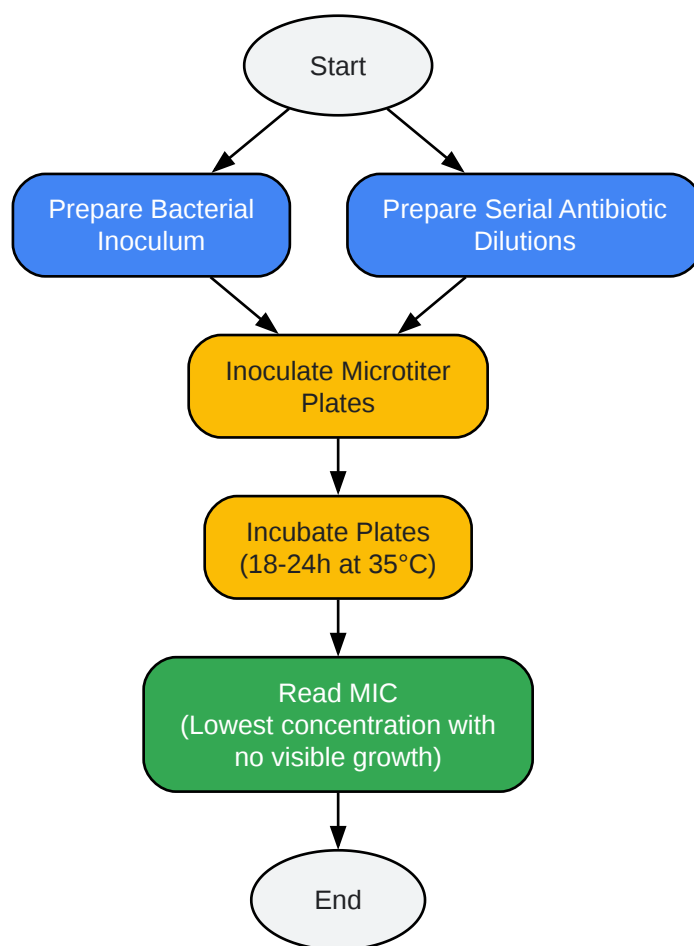 Start
Prepare Bacterial
Inoculum
Prepare Serial Antibiotic
Dilutions
Inoculate Microtiter
Plates
Incubate Plates
(18-24h at 35°C)
Read MIC
(Lowest concentration with
no visible growth)
End